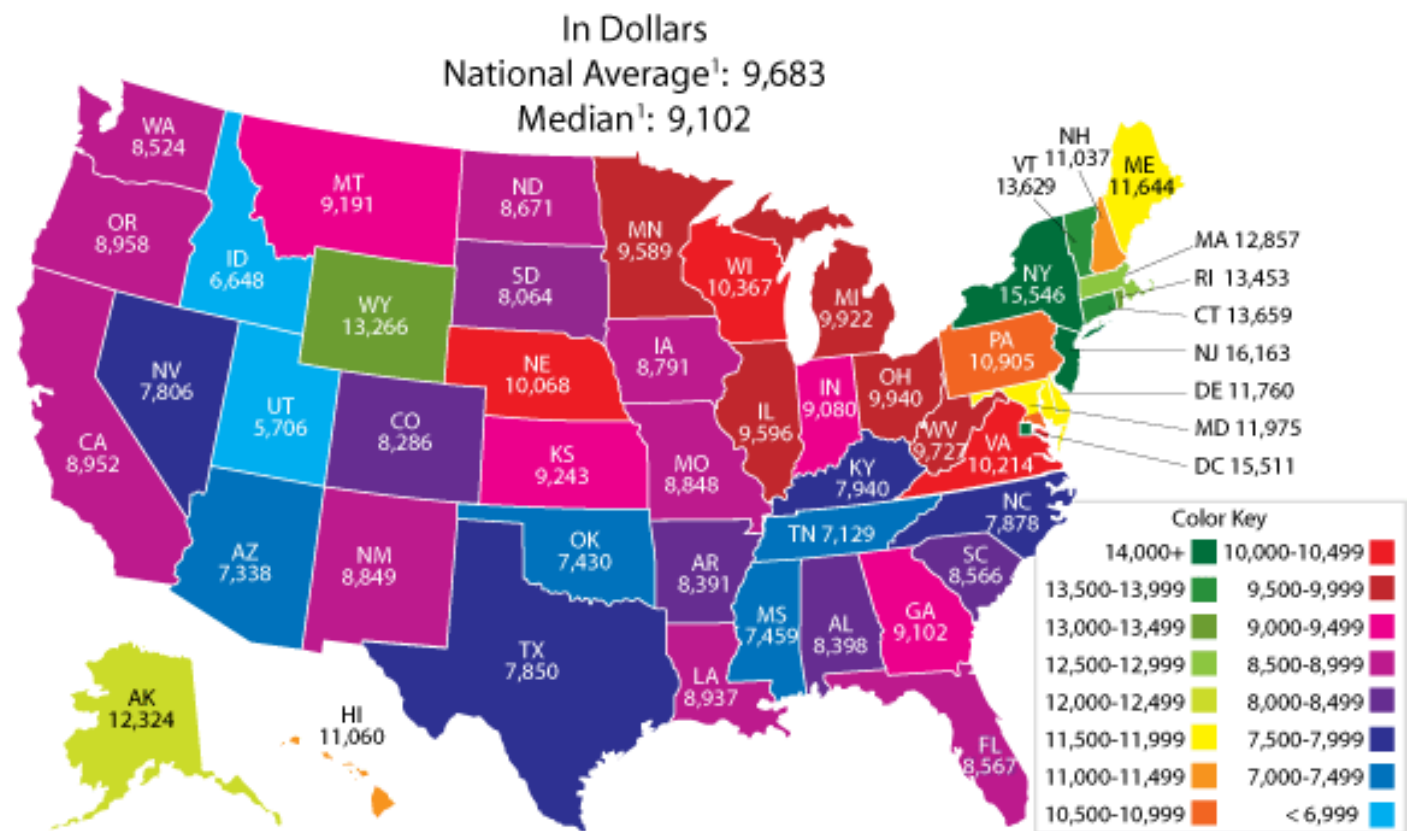 In Dollars
National Average¹: 9,683
Median¹: 9,102
WA
8,524
OR
8,958
CA
8,952
ID
6,648
NV
7,806
MT
9,191
WY
13,266
UT
5,706
AZ
7,338
CO
8,286
NM
8,849
ND
8,671
SD
8,064
NE
10,068
KS
9,243
OK
7,430
TX
7,850
MN
9,589
IA
8,791
MO
8,848
AR
8,391
LA
8,937
WI
10,367
IL
9,596
MI
9,922
IN
9,080
OH
9,940
KY
7,940
TN 7,129
MS
7,459
AL
8,398
GA
9,102
FL
8,567
SC
8,566
NC
7,878
WV
9,727
VA
10,214
PA
10,905
NY
15,546
VT
13,629
NH
11,037
ME
11,644
MA 12,857
RI 13,453
CT 13,659
NJ 16,163
DE 11,760
MD 11,975
DC 15,511
AK
12,324
HI
11,060
Color Key
14,000+ 10,000-10,499
13,500-13,999 9,500-9,999
13,000-13,499 9,000-9,499
12,500-12,999 8,500-8,999
12,000-12,499 8,000-8,499
11,500-11,999 7,500-7,999
11,000-11,499 7,000-7,499
10,500-10,999 < 6,999